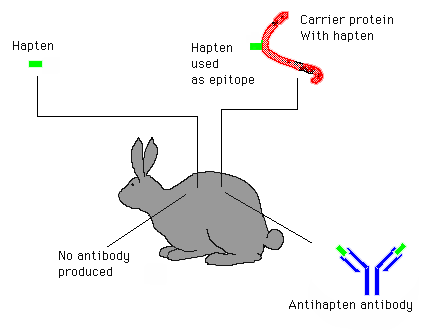 Hapten
Hapten
used
as epitope
Carrier protein
With hapten
No antibody
produced
Antihapten antibody